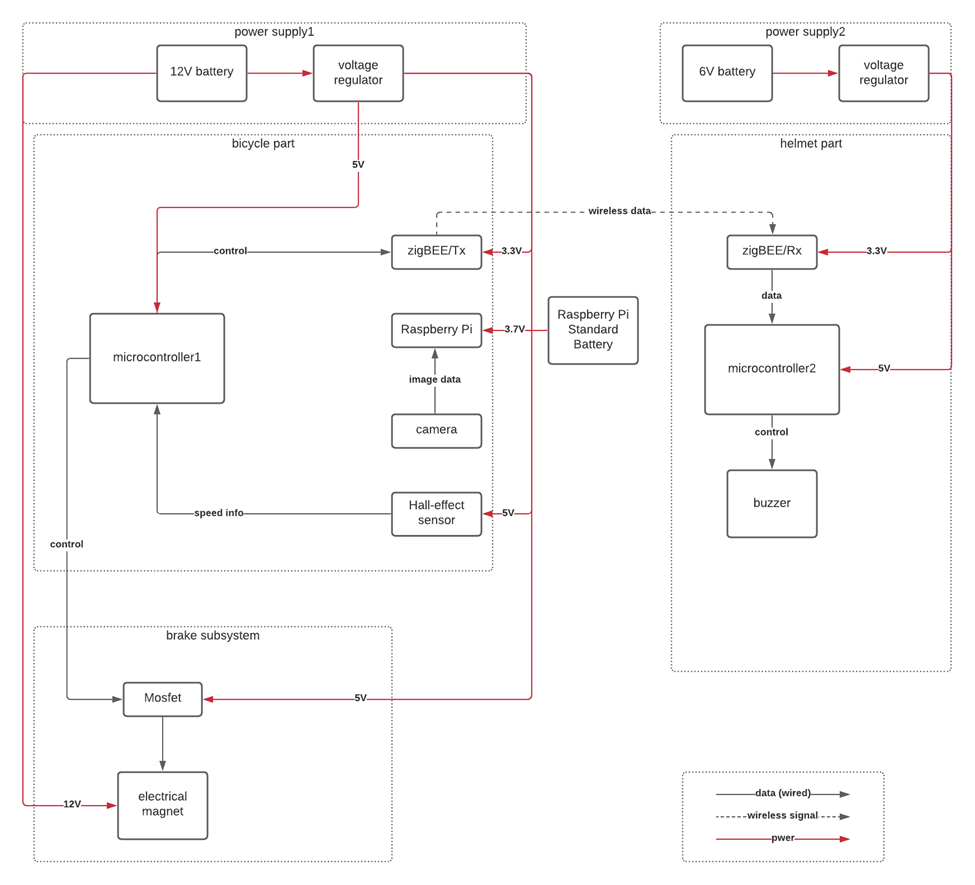 power supply1
12V battery
voltage
regulator
power supply2
6V battery
voltage
regulator
bicycle part
5V
helmet part
wireless data
control
zigBEE/Tx
3.3V
zigBEE/Rx
3.3V
data
microcontroller1
Raspberry Pi
3.7V
Raspberry Pi
Standard
Battery
microcontroller2
5V
image data
camera
control
speed info
Hall-effect
sensor
5V
buzzer
control
brake subsystem
Mosfet
5V
12V
electrical
magnet
data (wired)
wireless signal
pwer